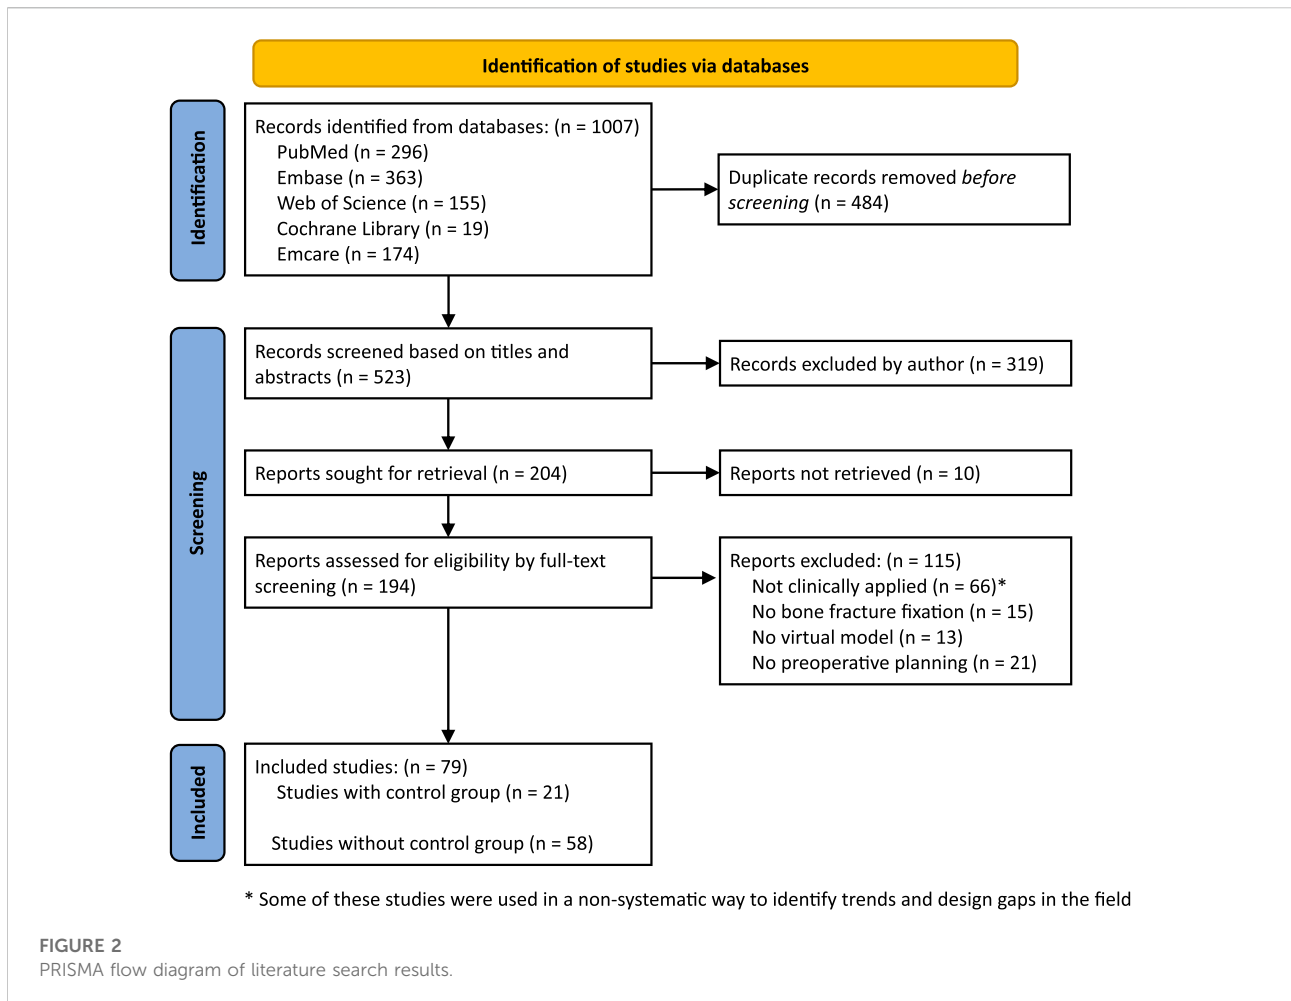 Identification of studies via databases
Identification
Records identified from databases: (n = 1007)
PubMed (n = 296)
Embase (n = 363)
Web of Science (n = 155)
Cochrane Library (n = 19)
Emcare (n = 174)
Duplicate records removed before
screening (n = 484)
Screening
Records screened based on titles and
abstracts (n = 523)
Records excluded by author (n = 319)
Reports sought for retrieval (n = 204)
Reports not retrieved (n = 10)
Reports assessed for eligibility by full-text
screening (n = 194)
Reports excluded: (n = 115)
Not clinically applied (n = 66)*
No bone fracture fixation (n = 15)
No virtual model (n = 13)
No preoperative planning (n = 21)
Included
Included studies: (n = 79)
Studies with control group (n = 21)
Studies without control group (n = 58)
* Some of these studies were used in a non-systematic way to identify trends and design gaps in the field
FIGURE 2
PRISMA flow diagram of literature search results.